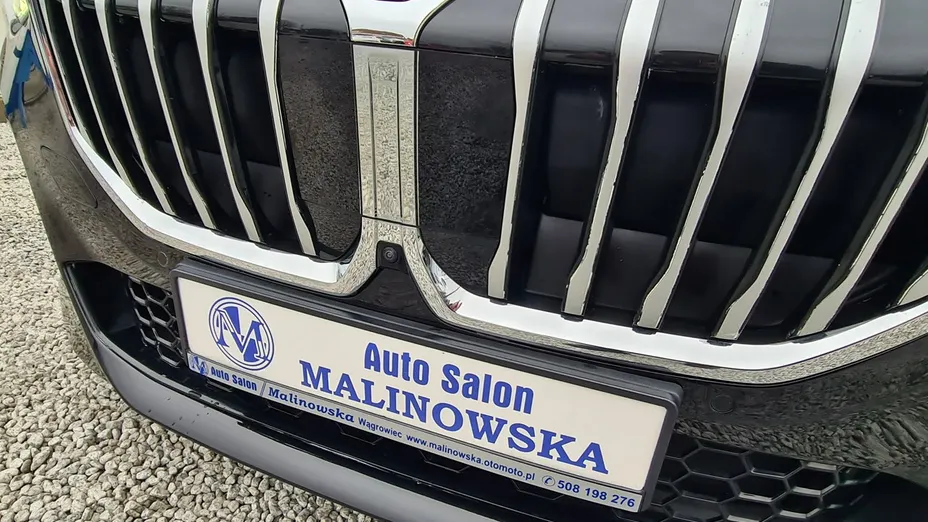 M
Auto Salon
MALINOWSKA
M Auto Salon / Malinowska Wągrowiec www.malinowska.otomoto.pl ✆ 508 198 276